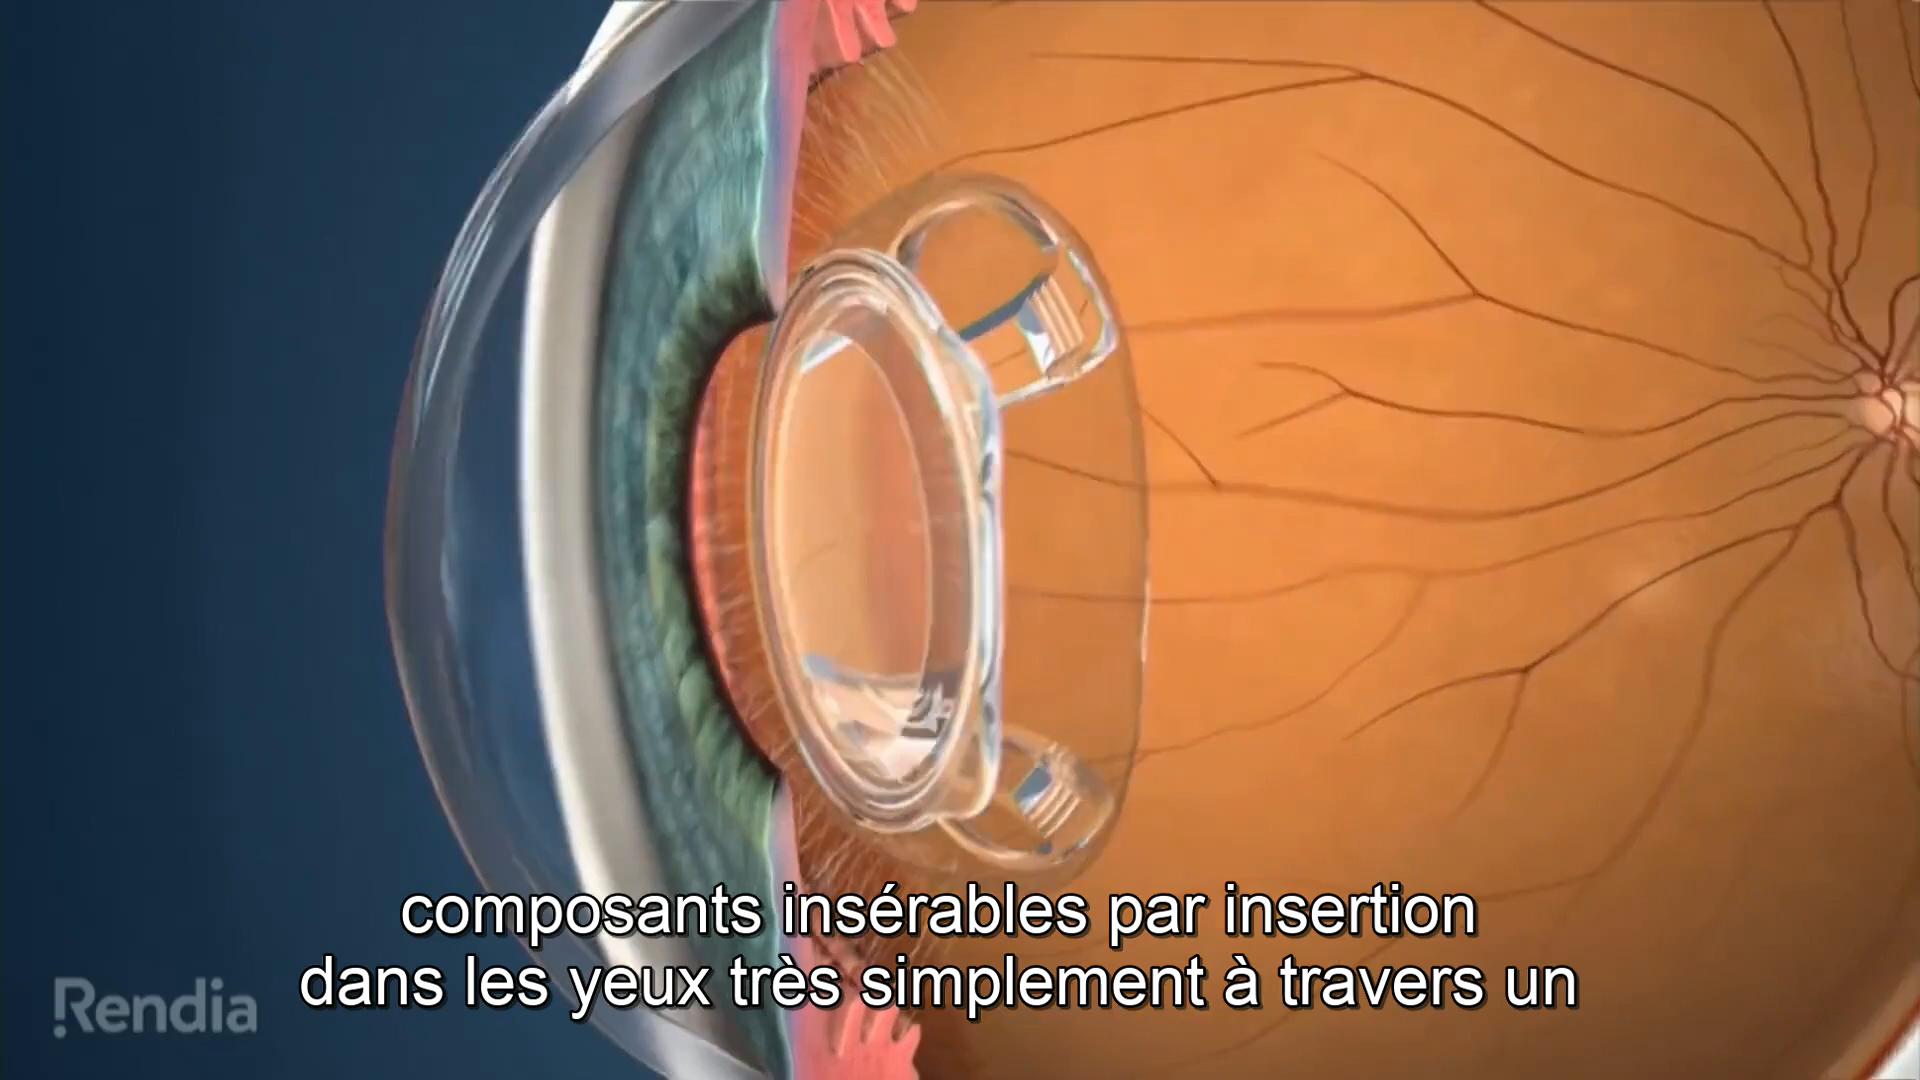 composants insérables par insertion
dans les yeux très simplement à travers un
Rendia